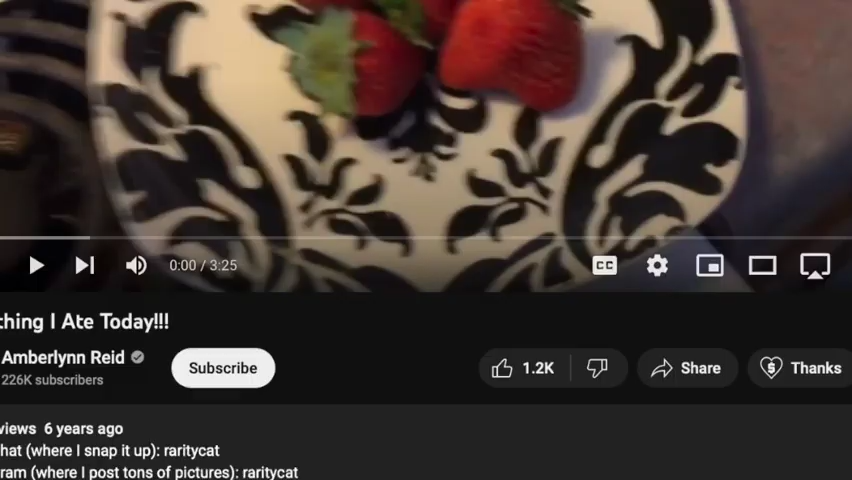 0:00 / 3:25
CC
thing I Ate Today!!!
Amberlynn Reid
226K subscribers
Subscribe
1.2K
Share
Thanks
views 6 years ago
hat (where I snap it up): raritycat
ram (where I post tons of pictures): raritycat